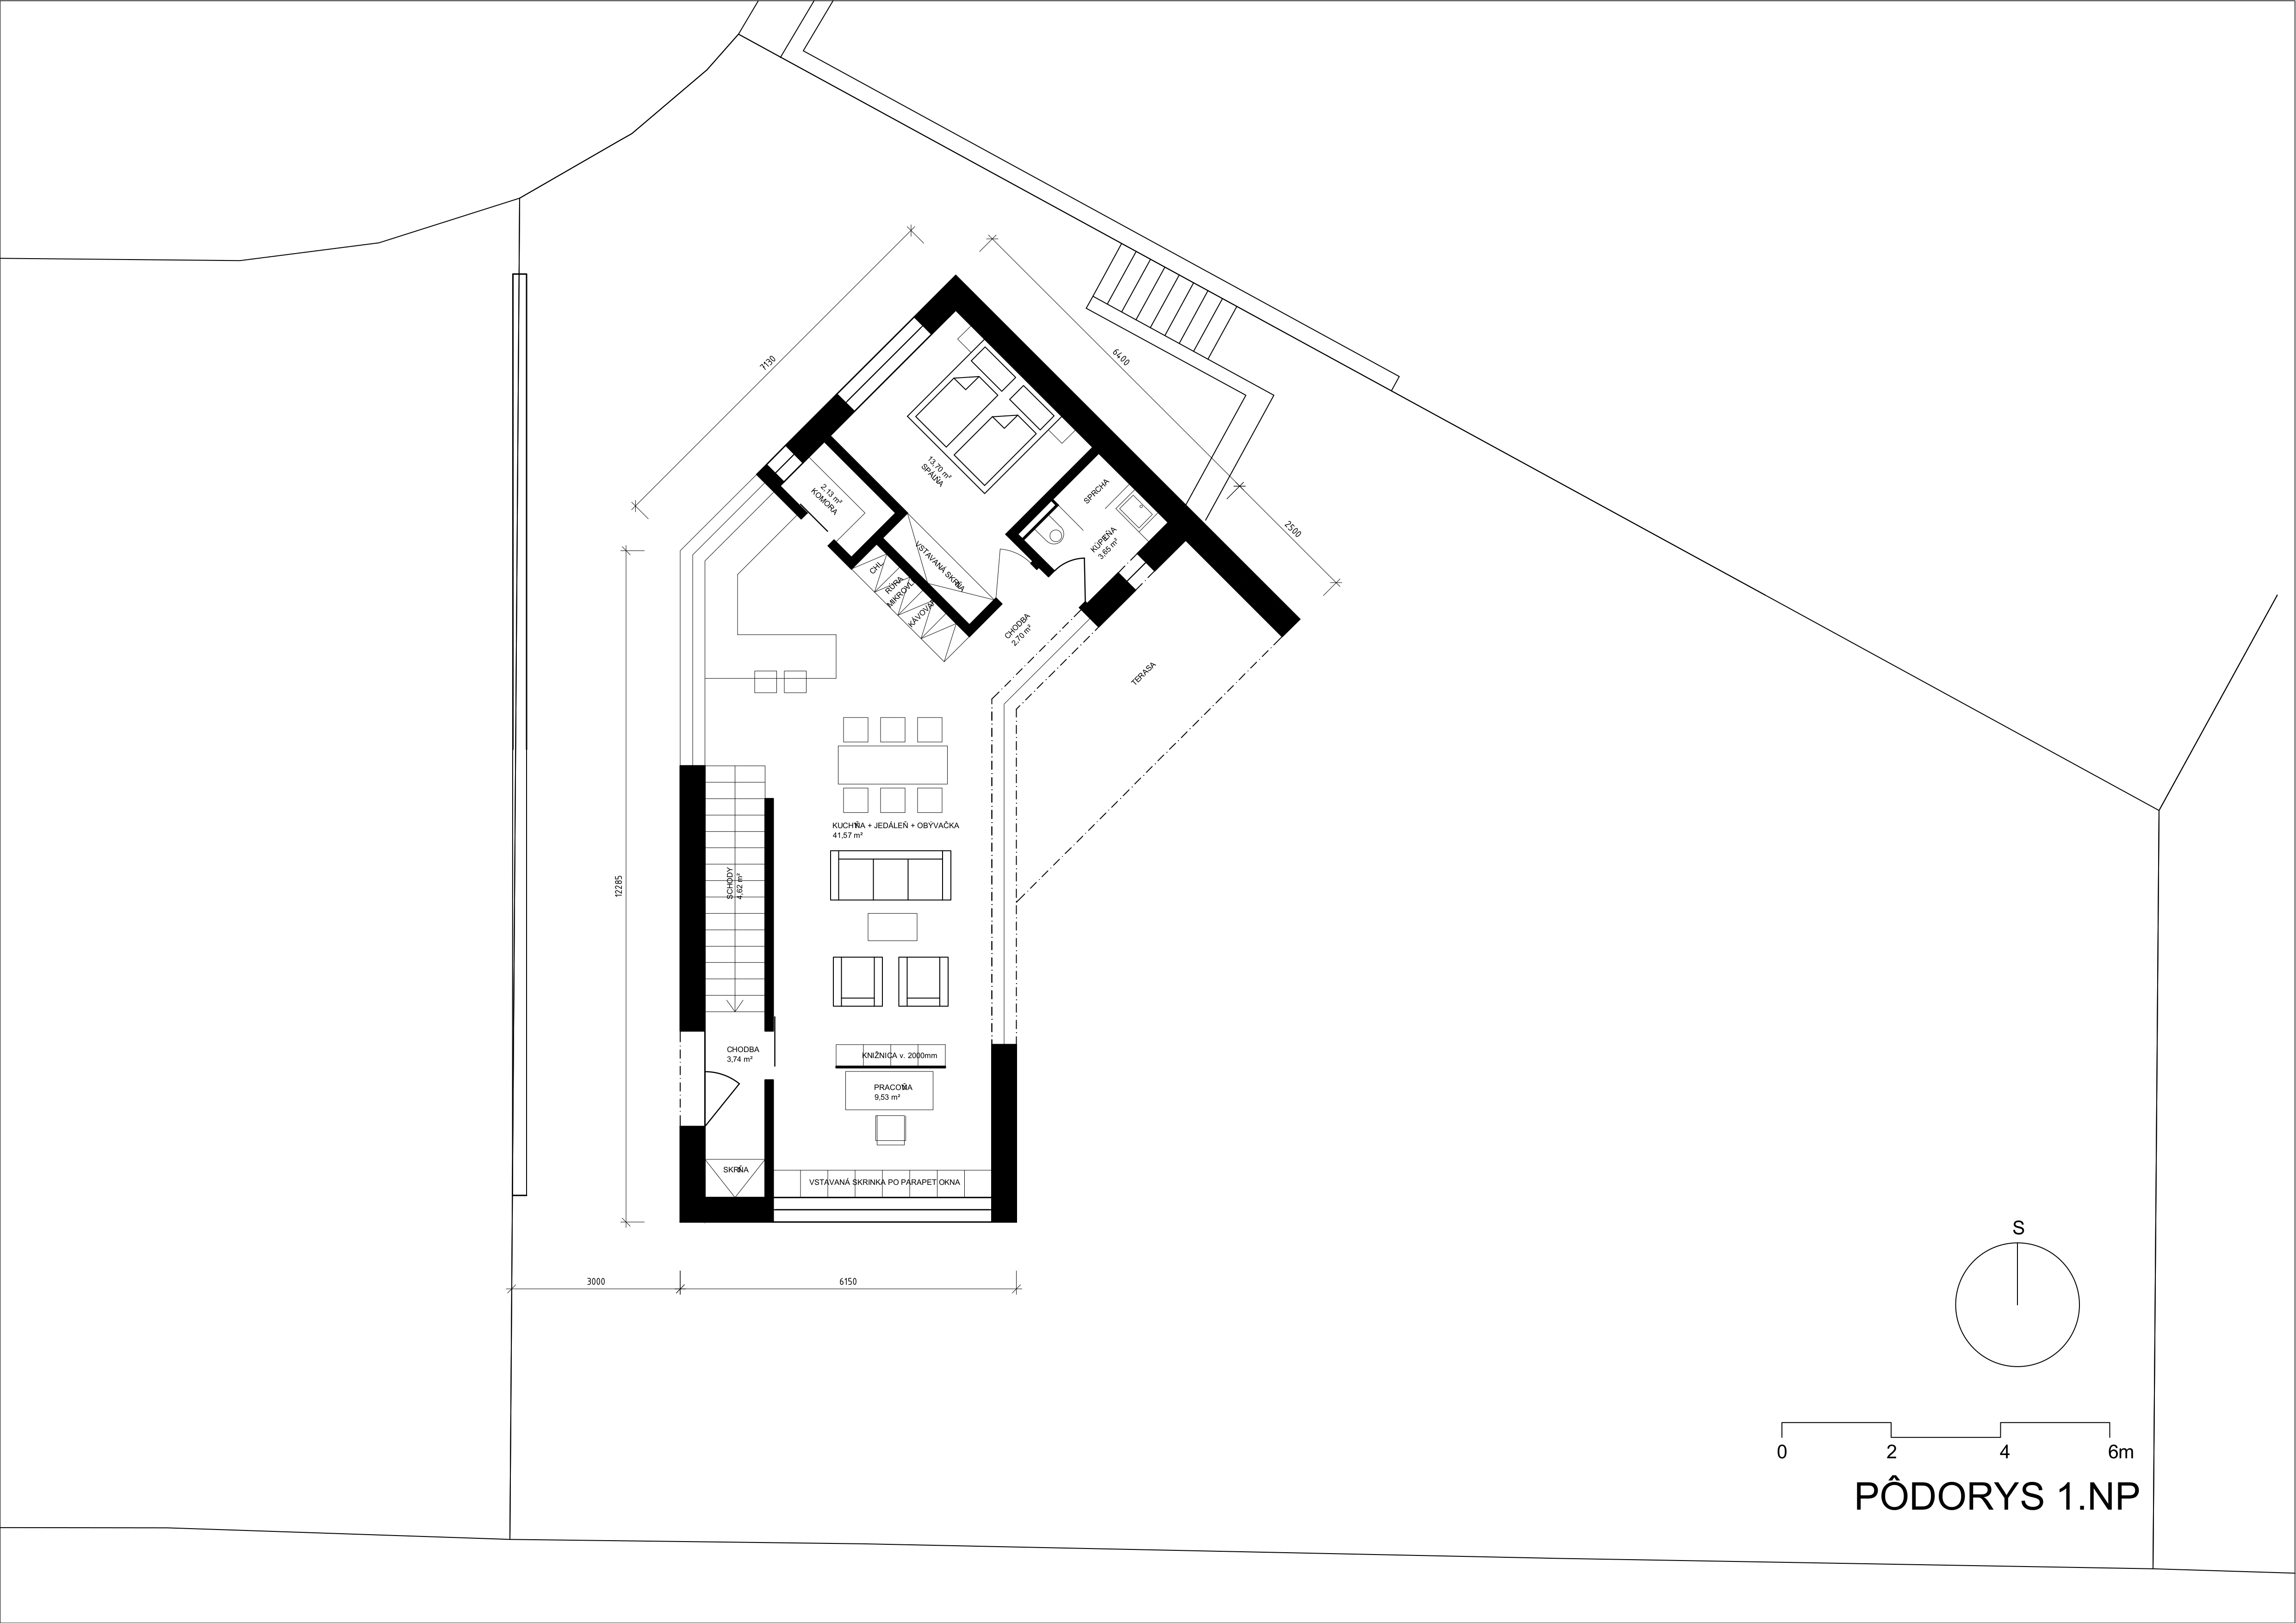 7130
6400
2500
13,70 m²
SPÁLŇA
2,13 m²
KOMORA
SPRCHA
KÚPEĽŇA
3,65 m²
VSTAVANÁ SKRIŇA
CHL.
RÚRA
CHODBA
2,70 m²
TERASA
12285
KUCHYŇA + JEDÁLEŇ + OBÝVAČKA
41,57 m²
SCHODY
4,62 m²
CHODBA
3,74 m²
KNIŽNICA v. 2000mm
PRACOVŇA
9,53 m²
SKRIŇA
VSTAVANÁ SKRINKA PO PARAPET OKNA
3000
6150
S
0 2 4 6m
PÔDORYS 1.NP